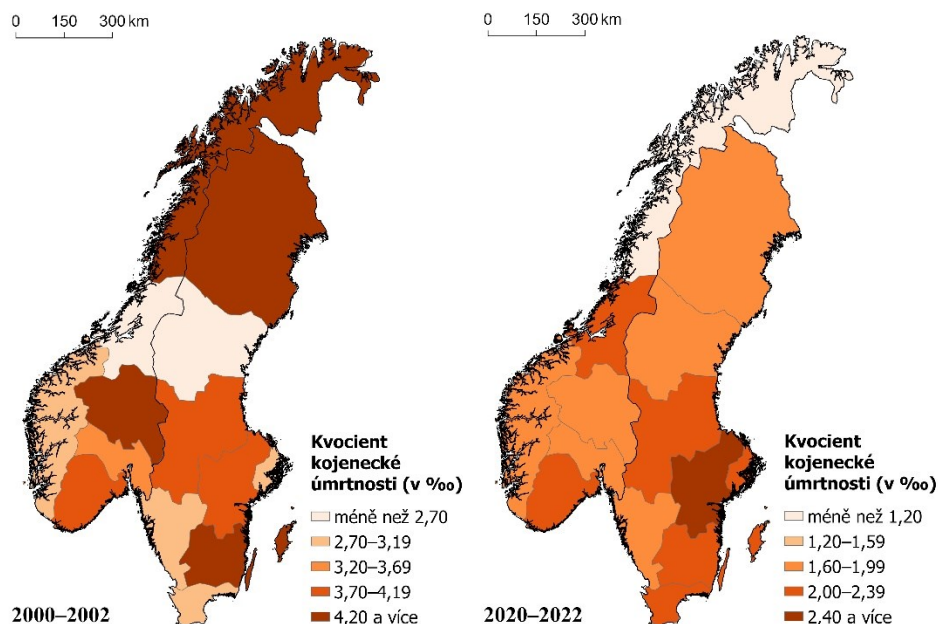 0 150 300 km
Kvocient
kojenecké
úmrtnosti (v ‰)
méně než 2,70
2,70–3,19
3,20–3,69
3,70–4,19
4,20 a více
2000–2002
0 150 300 km
Kvocient
kojenecké
úmrtnosti (v ‰)
méně než 1,20
1,20–1,59
1,60–1,99
2,00–2,39
2,40 a více
2020–2022